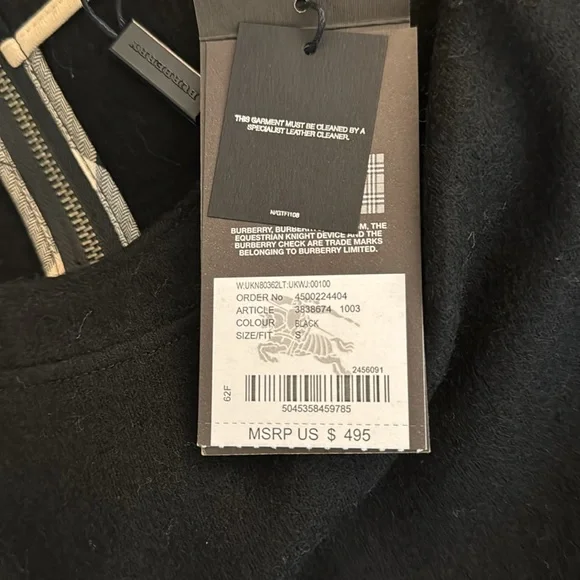 BURBERRY
THIS GARMENT MUST BE CLEANED BY A
SPECIALIST LEATHER CLEANER.
BURBERRY, THE
EQUESTRIAN KNIGHT DEVICE AND THE
BURBERRY CHECK ARE TRADE MARKS
BELONGING TO BURBERRY LIMITED.
W:UKN80362LT:UKWJ:00100
ORDER No 4500224404
ARTICLE 3838674 1003
COLOUR BLACK
SIZE/FIT S
2456091
62F
5045358459785
MSRP US $ 495